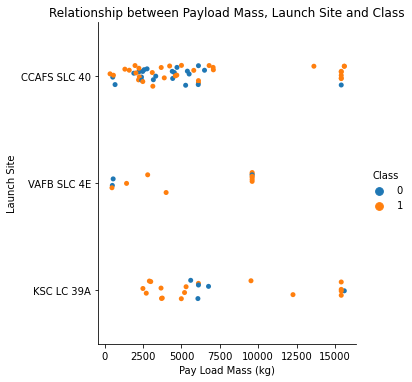 Relationship between Payload Mass, Launch Site and Class
CCAFS SLC 40
VAFB SLC 4E
KSC LC 39A
Launch Site
0
2500
5000
7500
10000
12500
15000
Pay Load Mass (kg)
Class
0
1